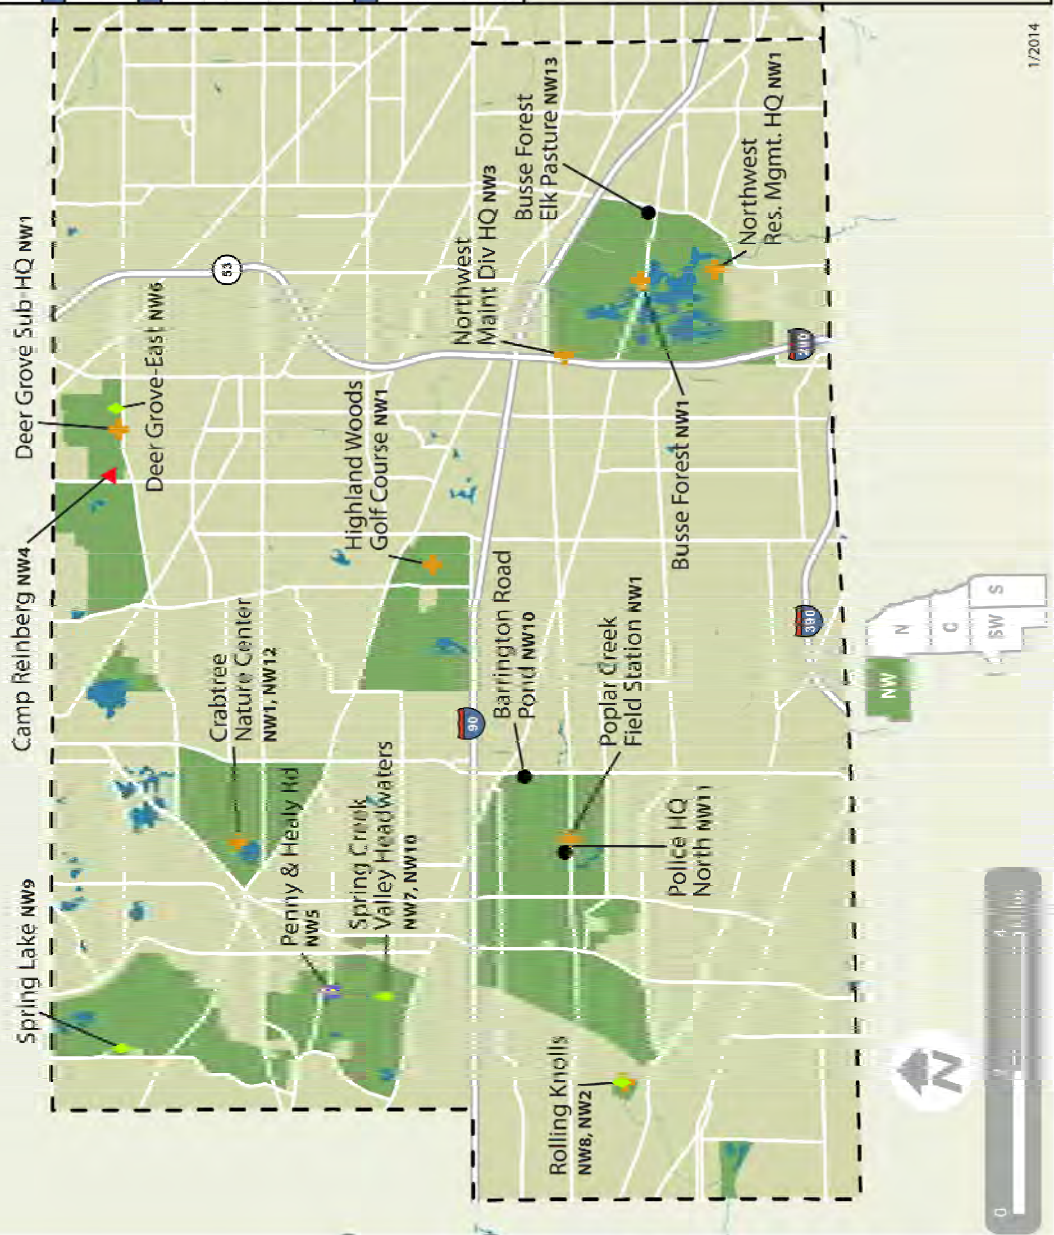 Spring Lake NW9
Camp Reinberg NW4
Deer Grove Sub HQ NW1
Deer Grove-East NW6
53
Crabtree
Nature Center
NW1, NW12
Penny & Healy Rd
NW5
Spring Creek
Valley Headwaters
NW7, NW10
Highland Woods
Golf Course NW1
Northwest
Maint Div HQ NW3
Busse Forest
Elk Pasture NW13
Northwest
Res. Mgmt. HQ NW1
90
Barrington Road
Pond NW10
Poplar Creek
Field Station NW1
Busse Forest NW1
Police HQ
North NW11
Rolling Knolls
NW8, NW2
390
N
0
2
4
NW
N
C
SW
S
1/2014